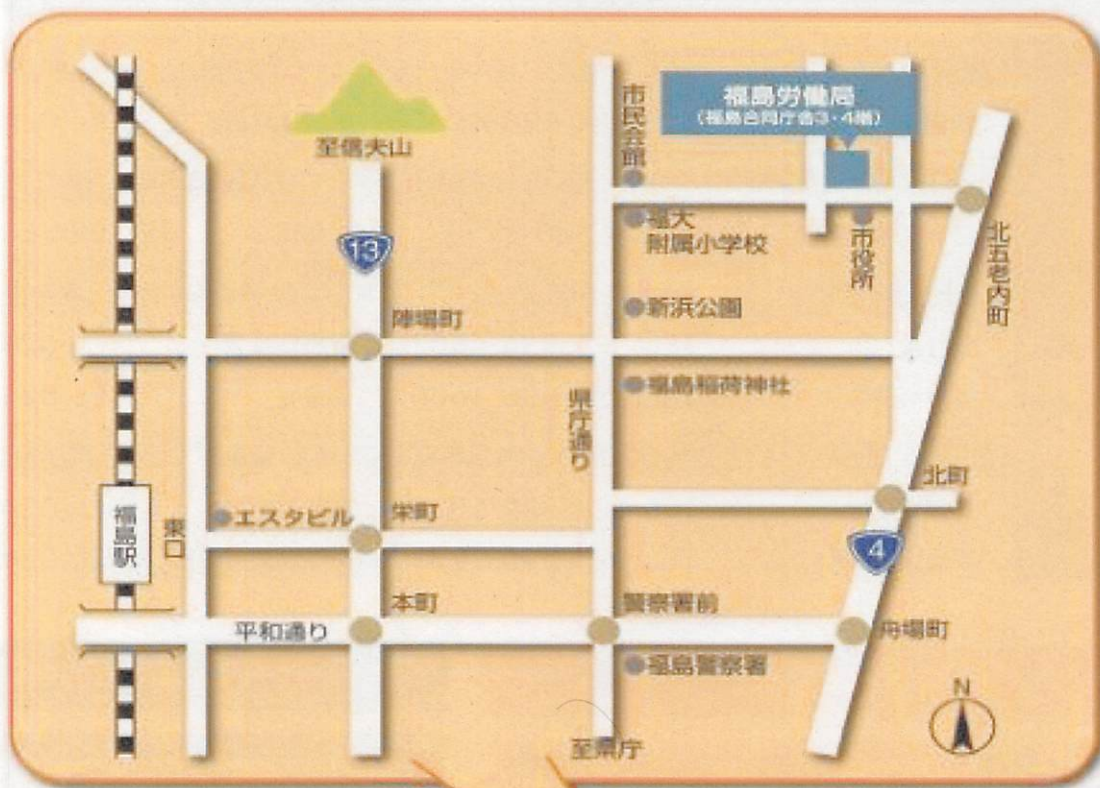 福島労働局
(福島合同庁舎3・4階)
市民会館
至信夫山
13
福大
附属小学校
市役所
北五老内町
新浜公園
陣場町
福島稲荷神社
県庁通り
北町
栄町
エスタビル
福島駅
東口
4
本町
警察署前
平和通り
舟場町
福島警察署
N
至県庁